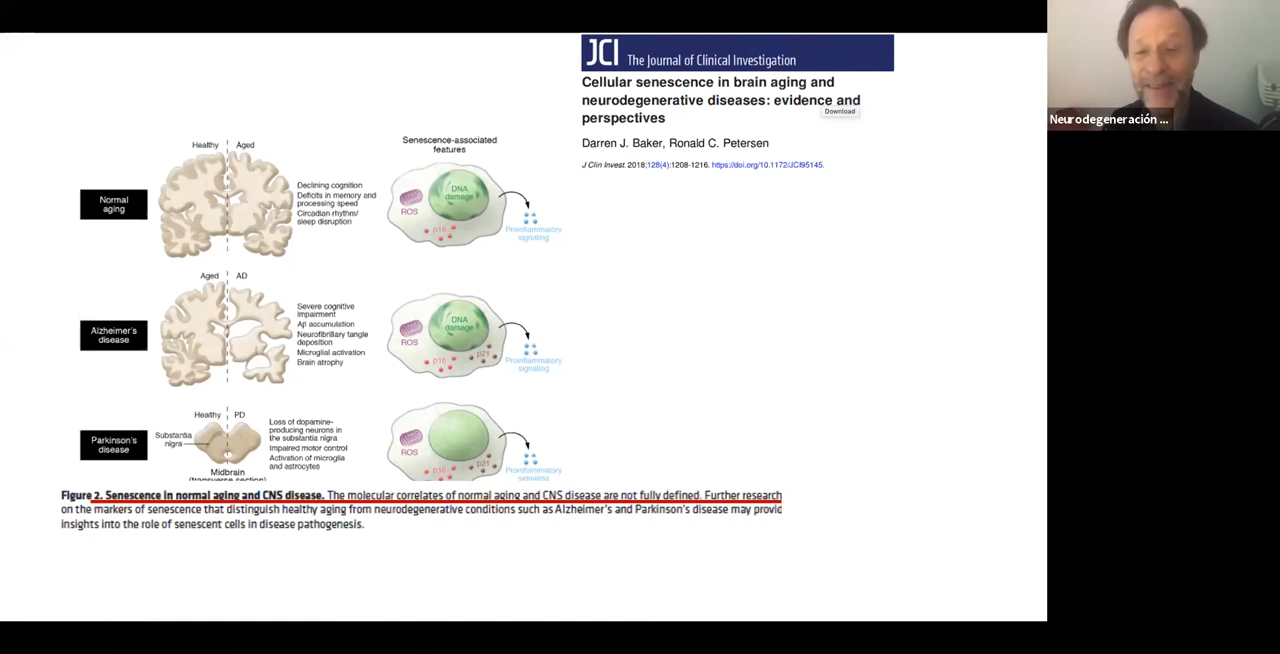 JCI The Journal of Clinical Investigation
Cellular senescence in brain aging and
neurodegenerative diseases: evidence and
perspectives
Download
Darren J. Baker, Ronald C. Petersen
J Clin Invest. 2018;128(4):1208-1216. https://doi.org/10.1172/JCI95145.
Neurodegeneración ...
Healthy
Aged
Senescence-associated
features
Normal
aging
Declining cognition
Deficits in memory and
processing speed
Circadian rhythm/
sleep disruption
DNA
damage
ROS
p16
Proinflammatory
signaling
Aged
AD
Alzheimer's
disease
Severe cognitive
impairment
Aβ accumulation
Neurofibrillary tangle
deposition
Microglial activation
Brain atrophy
DNA
damage
ROS
p16
p21
Proinflammatory
signaling
Healthy
PD
Parkinson's
disease
Substantia
nigra
Midbrain
(transverse section)
Loss of dopamine-
producing neurons in
the substantia nigra
Impaired motor control
Activation of microglia
and astrocytes
ROS
p16
p21
Proinflammatory
signaling
Figure 2. Senescence in normal aging and CNS disease. The molecular correlates of normal aging and CNS disease are not fully defined. Further research
on the markers of senescence that distinguish healthy aging from neurodegenerative conditions such as Alzheimer's and Parkinson's disease may provid
insights into the role of senescent cells in disease pathogenesis.